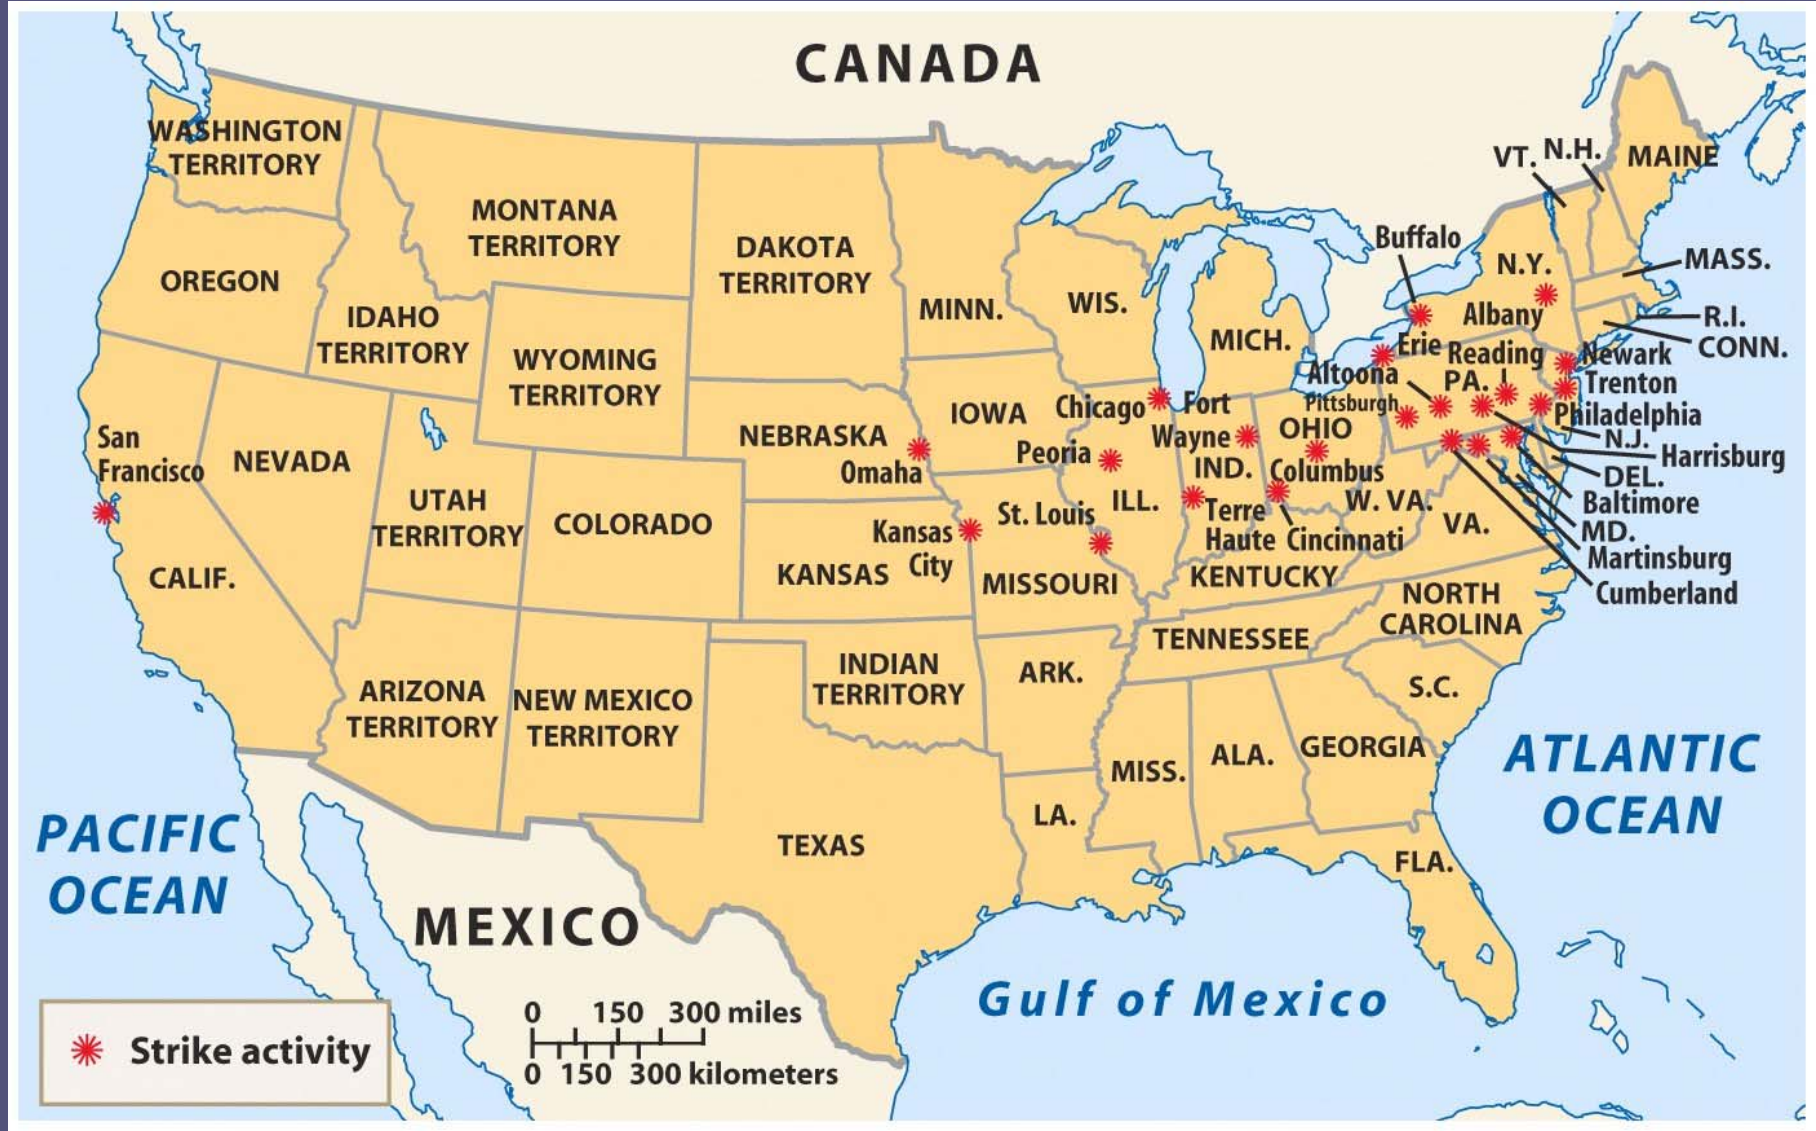 CANADA
WASHINGTON
TERRITORY
MONTANA
TERRITORY
DAKOTA
TERRITORY
MINN.
WIS.
MICH.
VT.
N.H.
MAINE
Buffalo
N.Y.
MASS.
Albany
R.I.
CONN.
OREGON
IDAHO
TERRITORY
WYOMING
TERRITORY
Erie
Reading
Newark
Altoona
PA.
Trenton
Pittsburgh
Philadelphia
N.J.
Harrisburg
DEL.
Baltimore
MD.
Martinsburg
Cumberland
IOWA
Chicago
Fort
Wayne
OHIO
Peoria
IND.
Columbus
NEBRASKA
Omaha
San
Francisco
NEVADA
UTAH
TERRITORY
COLORADO
Kansas
City
St. Louis
ILL.
Terre
Haute
Cincinnati
W. VA.
VA.
CALIF.
KANSAS
MISSOURI
KENTUCKY
NORTH
CAROLINA
TENNESSEE
ARIZONA
TERRITORY
NEW MEXICO
TERRITORY
INDIAN
TERRITORY
ARK.
S.C.
MISS.
ALA.
GEORGIA
ATLANTIC
OCEAN
PACIFIC
OCEAN
TEXAS
LA.
FLA.
MEXICO
Gulf of Mexico
Strike activity
0 150 300 miles
0 150 300 kilometers